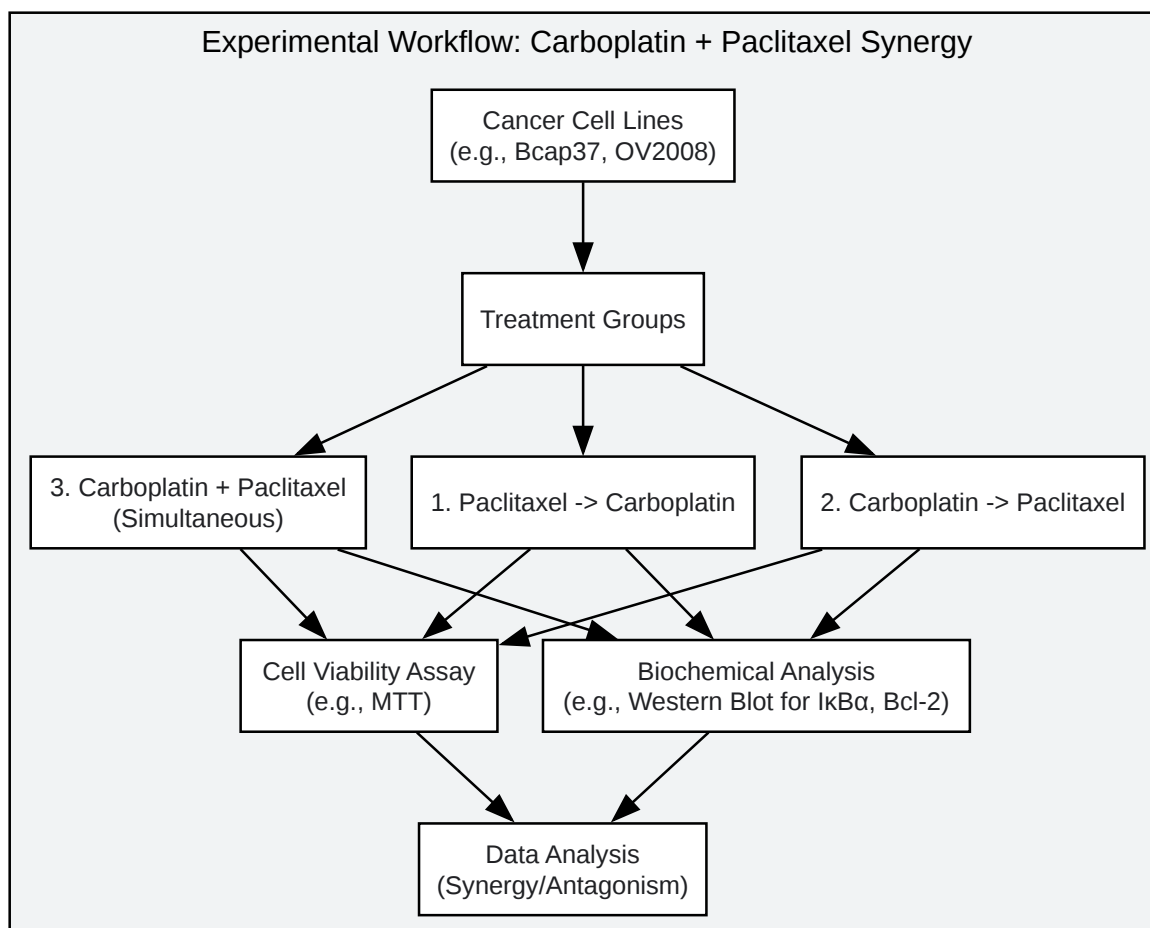 Experimental Workflow: Carboplatin + Paclitaxel Synergy
Cancer Cell Lines
(e.g., Bcap37, OV2008)
Treatment Groups
3. Carboplatin + Paclitaxel
(Simultaneous)
1. Paclitaxel -> Carboplatin
2. Carboplatin -> Paclitaxel
Cell Viability Assay
(e.g., MTT)
Biochemical Analysis
(e.g., Western Blot for IκBα, Bcl-2)
Data Analysis
(Synergy/Antagonism)